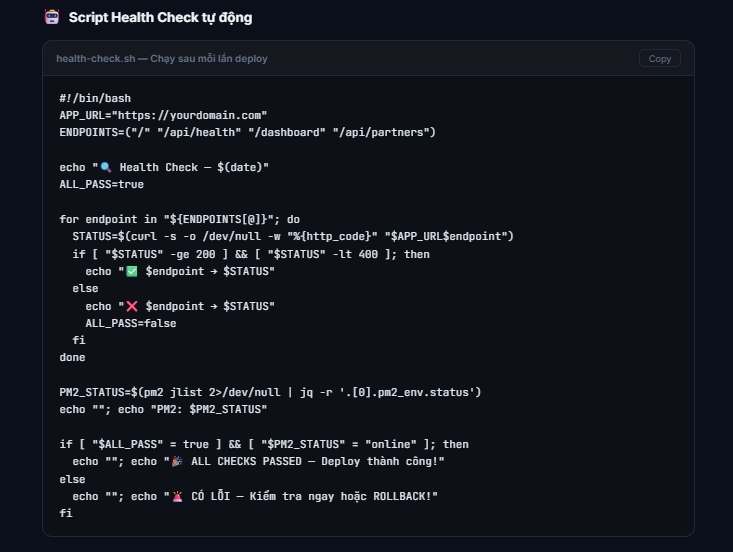 🤖 Script Health Check tự động
health-check.sh — Chạy sau mỗi lần deploy
Copy
#!/bin/bash
APP_URL="https://yourdomain.com"
ENDPOINTS=("/" "/api/health" "/dashboard" "/api/partners")

echo "🔍 Health Check — $(date)"
ALL_PASS=true

for endpoint in "${ENDPOINTS[@]}"; do
  STATUS=$(curl -s -o /dev/null -w "%{http_code}" "$APP_URL$endpoint")
  if [ "$STATUS" -ge 200 ] && [ "$STATUS" -lt 400 ]; then
    echo "✅ $endpoint → $STATUS"
  else
    echo "❌ $endpoint → $STATUS"
    ALL_PASS=false
  fi
done

PM2_STATUS=$(pm2 jlist 2>/dev/null | jq -r '.[0].pm2_env.status')
echo ""; echo "PM2: $PM2_STATUS"

if [ "$ALL_PASS" = true ] && [ "$PM2_STATUS" = "online" ]; then
  echo ""; echo "🎉 ALL CHECKS PASSED — Deploy thành công!"
else
  echo ""; echo "🚨 CÓ LỖI — Kiểm tra ngay hoặc ROLLBACK!"
fi